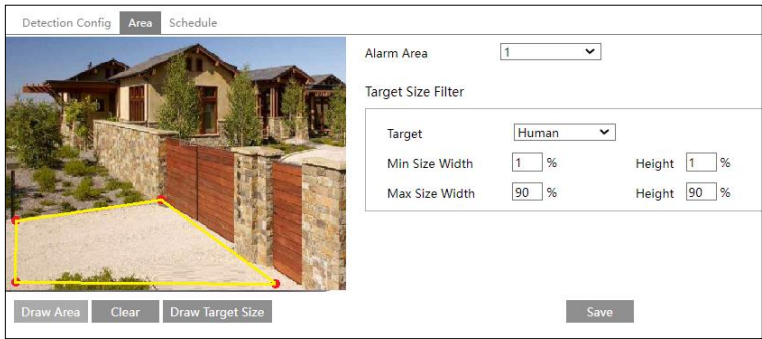 Detection Config Area Schedule
Alarm Area 1
Target Size Filter
Target Human
Min Size Width 1 % Height 1 %
Max Size Width 90 % Height 90 %
Draw Area Clear Draw Target Size Save